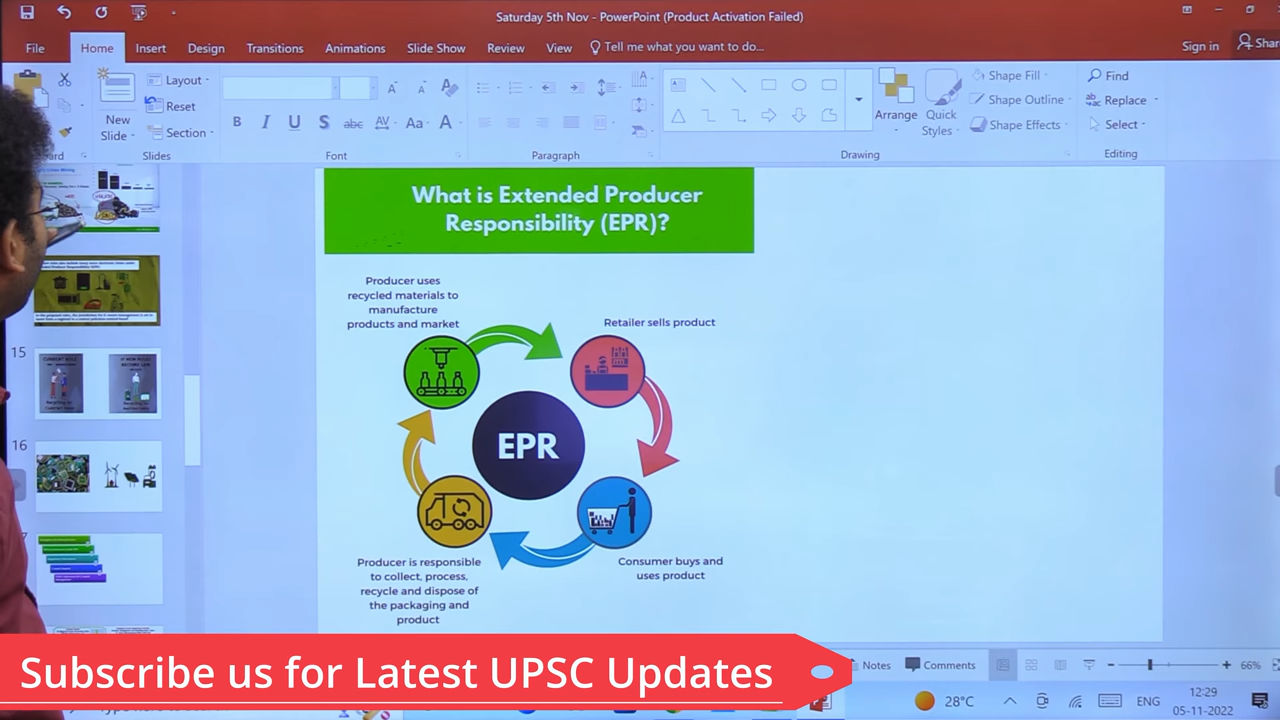 Saturday 5th Nov - PowerPoint (Product Activation Failed)
File Home Insert Design Transitions Animations Slide Show Review View Tell me what you want to do... Sign in Shar
New Slide
Layout
Reset
Section
Slides
B I U S abc AV Aa A
Font
Paragraph
Arrange
Quick Styles
Shape Fill
Shape Outline
Shape Effects
Drawing
Find
Replace
Select
Editing
15
16
What is Extended Producer
Responsibility (EPR)?
Producer uses
recycled materials to
manufacture
products and market
Retailer sells product
EPR
Consumer buys and
uses product
Producer is responsible
to collect, process,
recycle and dispose of
the packaging and
product
Subscribe us for Latest UPSC Updates
Notes Comments 66%
28°C ENG 12:29
05-11-2022